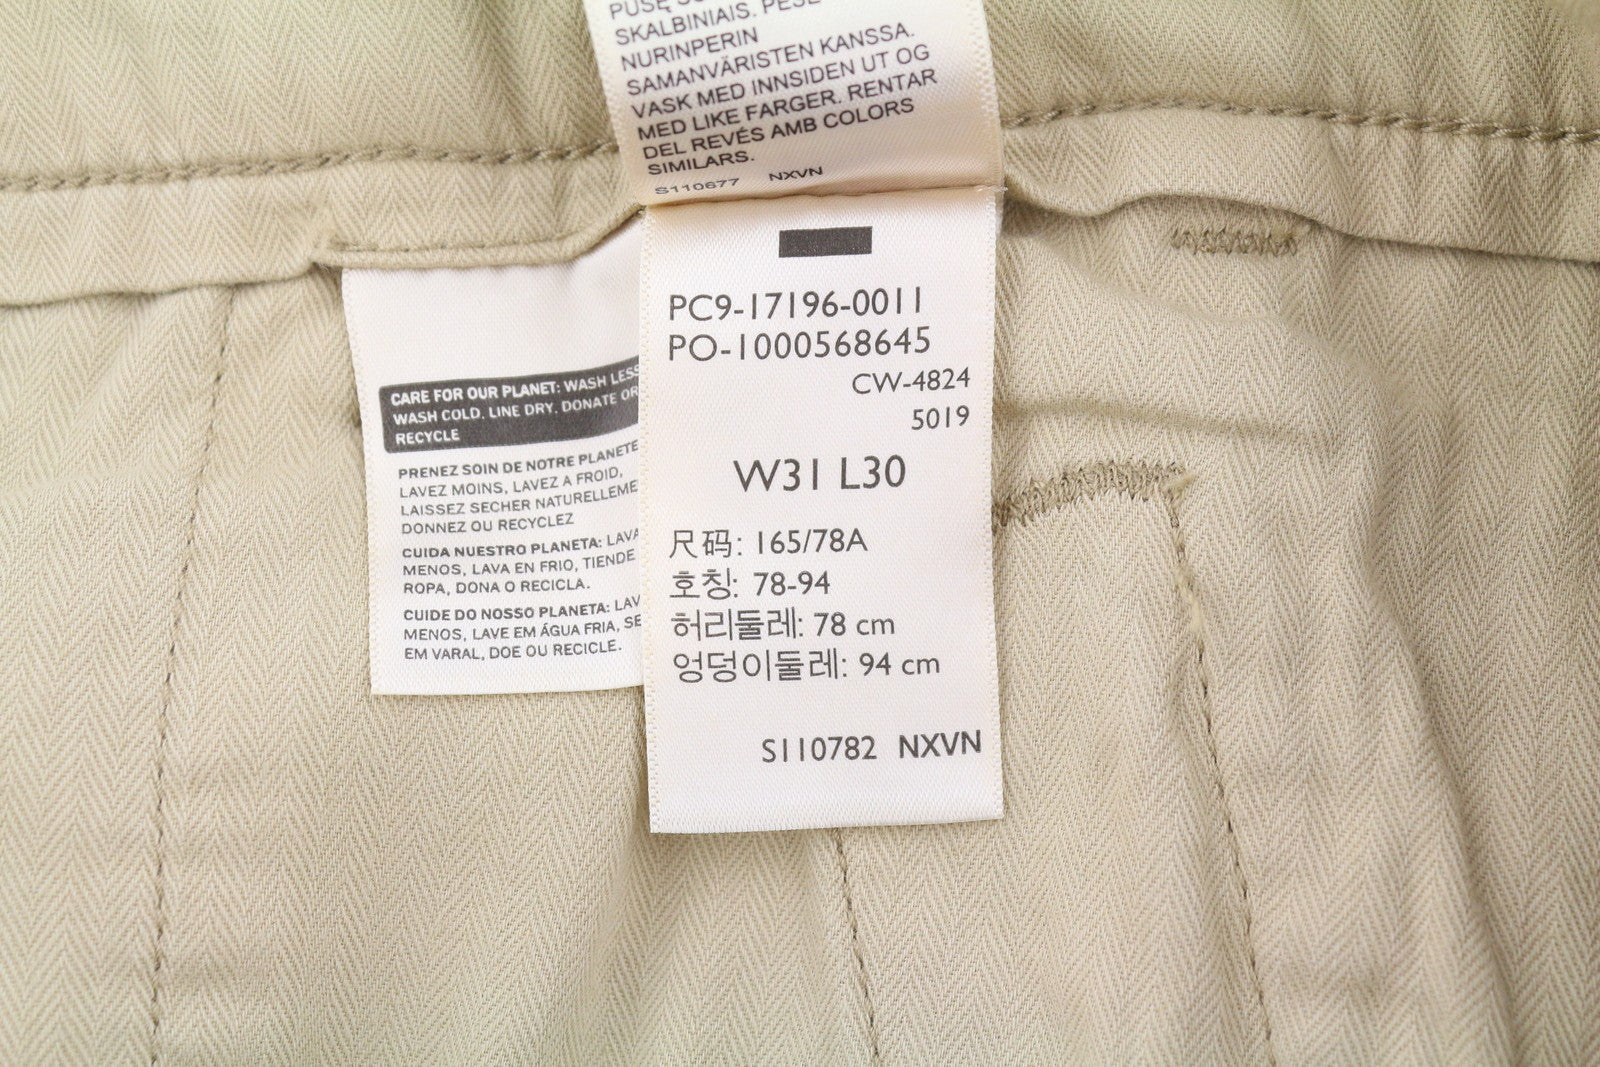 SKALBINIAIS.
NURINPERIN
SAMANVÄRISTEN KANSSA.
VASK MED INNSIDEN UT OG
MED LIKE FARGER. RENTAR
DEL REVÉS AMB COLORS
SIMILARS.
S110677 NXVN
PC9-17196-0011
PO-1000568645
CW-4824
5019
W31 L30
尺码: 165/78A
호칭: 78-94
허리둘레: 78 cm
엉덩이둘레: 94 cm
S110782 NXVN
CARE FOR OUR PLANET: WASH LESS
WASH COLD, LINE DRY, DONATE OR
RECYCLE
PRENEZ SOIN DE NOTRE PLANETE
LAVEZ MOINS, LAVEZ A FROID,
LAISSEZ SECHER NATURELLEME
DONNEZ OU RECYCLEZ
CUIDA NUESTRO PLANETA: LAVA
MENOS, LAVA EN FRIO, TIENDE
ROPA, DONA O RECICLA.
CUIDE DO NOSSO PLANETA: LAV
MENOS, LAVE EM ÁGUA FRIA, SE
EM VARAL, DOE OU RECICLE.